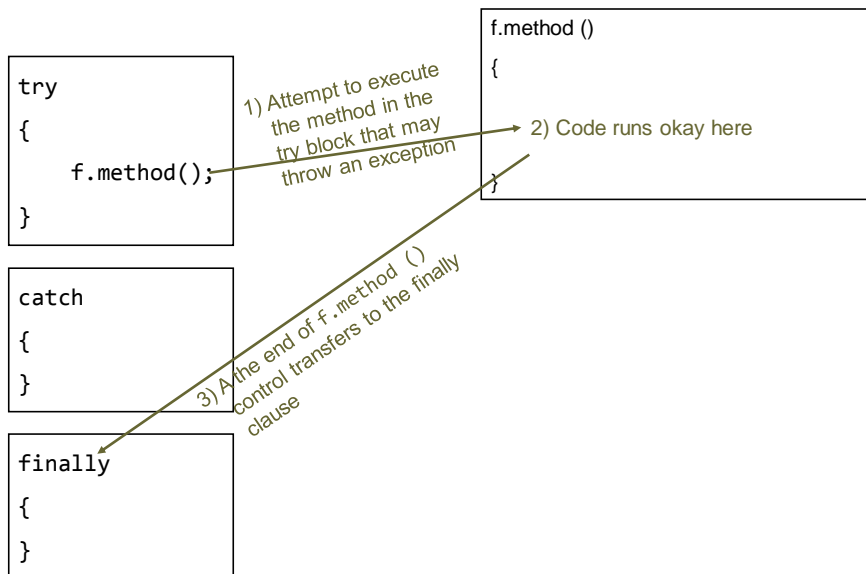 try
{
f.method();
}
1) Attempt to execute
the method in the
try block that may
throw an exception
f.method ()
{
2) Code runs okay here
}
3) A the end of f.method ()
control transfers to the finally
clause
catch
{
}
finally
{
}